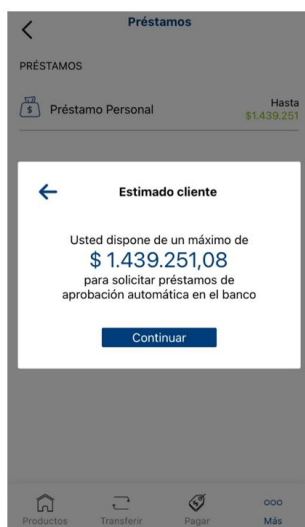 Préstamos
PRÉSTAMOS
Préstamo Personal
Hasta
$1.439.251
Estimado cliente
Usted dispone de un máximo de
$ 1.439.251,08
para solicitar préstamos de
aprobación automática en el banco
Continuar
Productos
Transferir
Pagar
Más